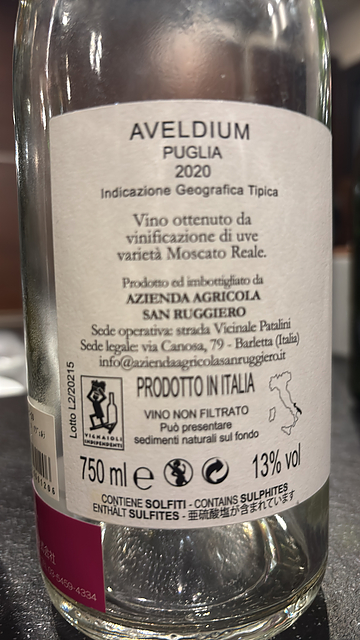 AVELDIUM
PUGLIA
2020
Indicazione Geografica Tipica
Vino ottenuto da
vinificazione di uve
varietà Moscato Reale.
Prodotto ed imbottigliato da
AZIENDA AGRICOLA
SAN RUGGIERO
Sede operativa: strada Vicinale Patalini
Sede legale: via Canosa, 79 - Barletta (Italia)
info@aziendaagricolasanruggiero.it
Lotto L2/20215
VIGNAIOLI
INDIPENDENTI
PRODOTTO IN ITALIA
VINO NON FILTRATO
Può presentare
sedimenti naturali sul fondo
750 ml e 13% vol
CONTIENE SOLFITI - CONTAINS SULPHITES
ENTHÄLT SULFITES - 亜硫酸塩が含まれています
-6459-4334